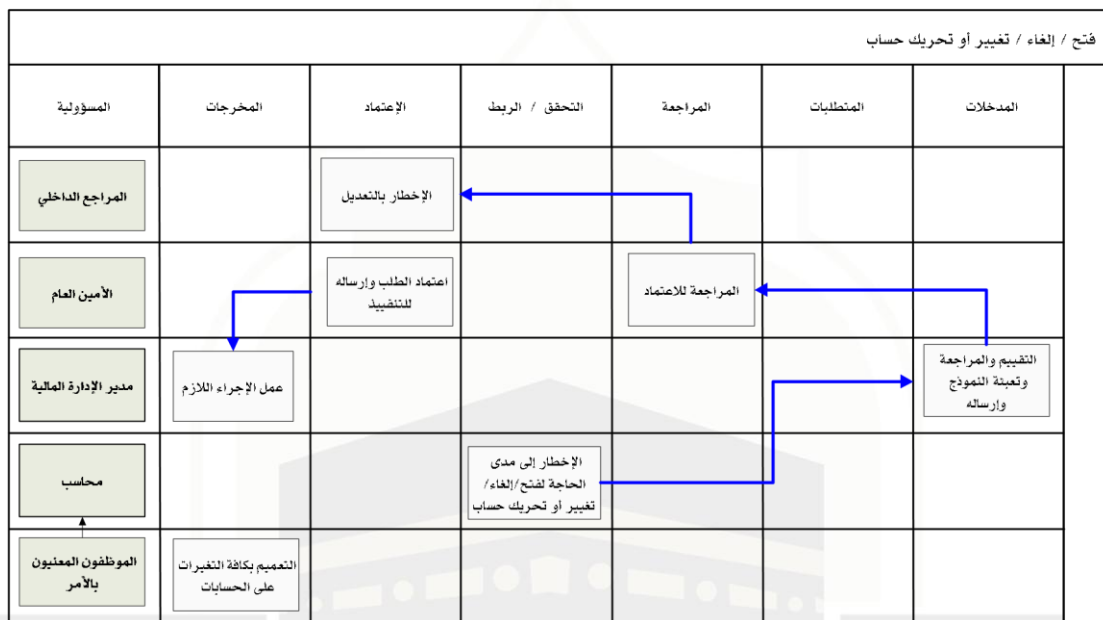 فتح / إلغاء / تغيير أو تحريك حساب
المدخلات
المتطلبات
المراجعة
التحقق / الربط
الإعتماد
المخرجات
المسؤولية
الإخطار بالتعديل
المراجع الداخلي
المراجعة للاعتماد
اعتماد الطلب وإرساله
للتنفييذ
الأمين العام
التقييم والمراجعة
وتعبئة النموذج
وإرساله
عمل الإجراء اللازم
مدير الإدارة المالية
الإخطار إلى مدى
الحاجة لفتح/إلغاء/
تغيير أو تحريك حساب
محاسب
التعميم بكافة التغيرات
على الحسابات
الموظفون المعنيون
بالأمر